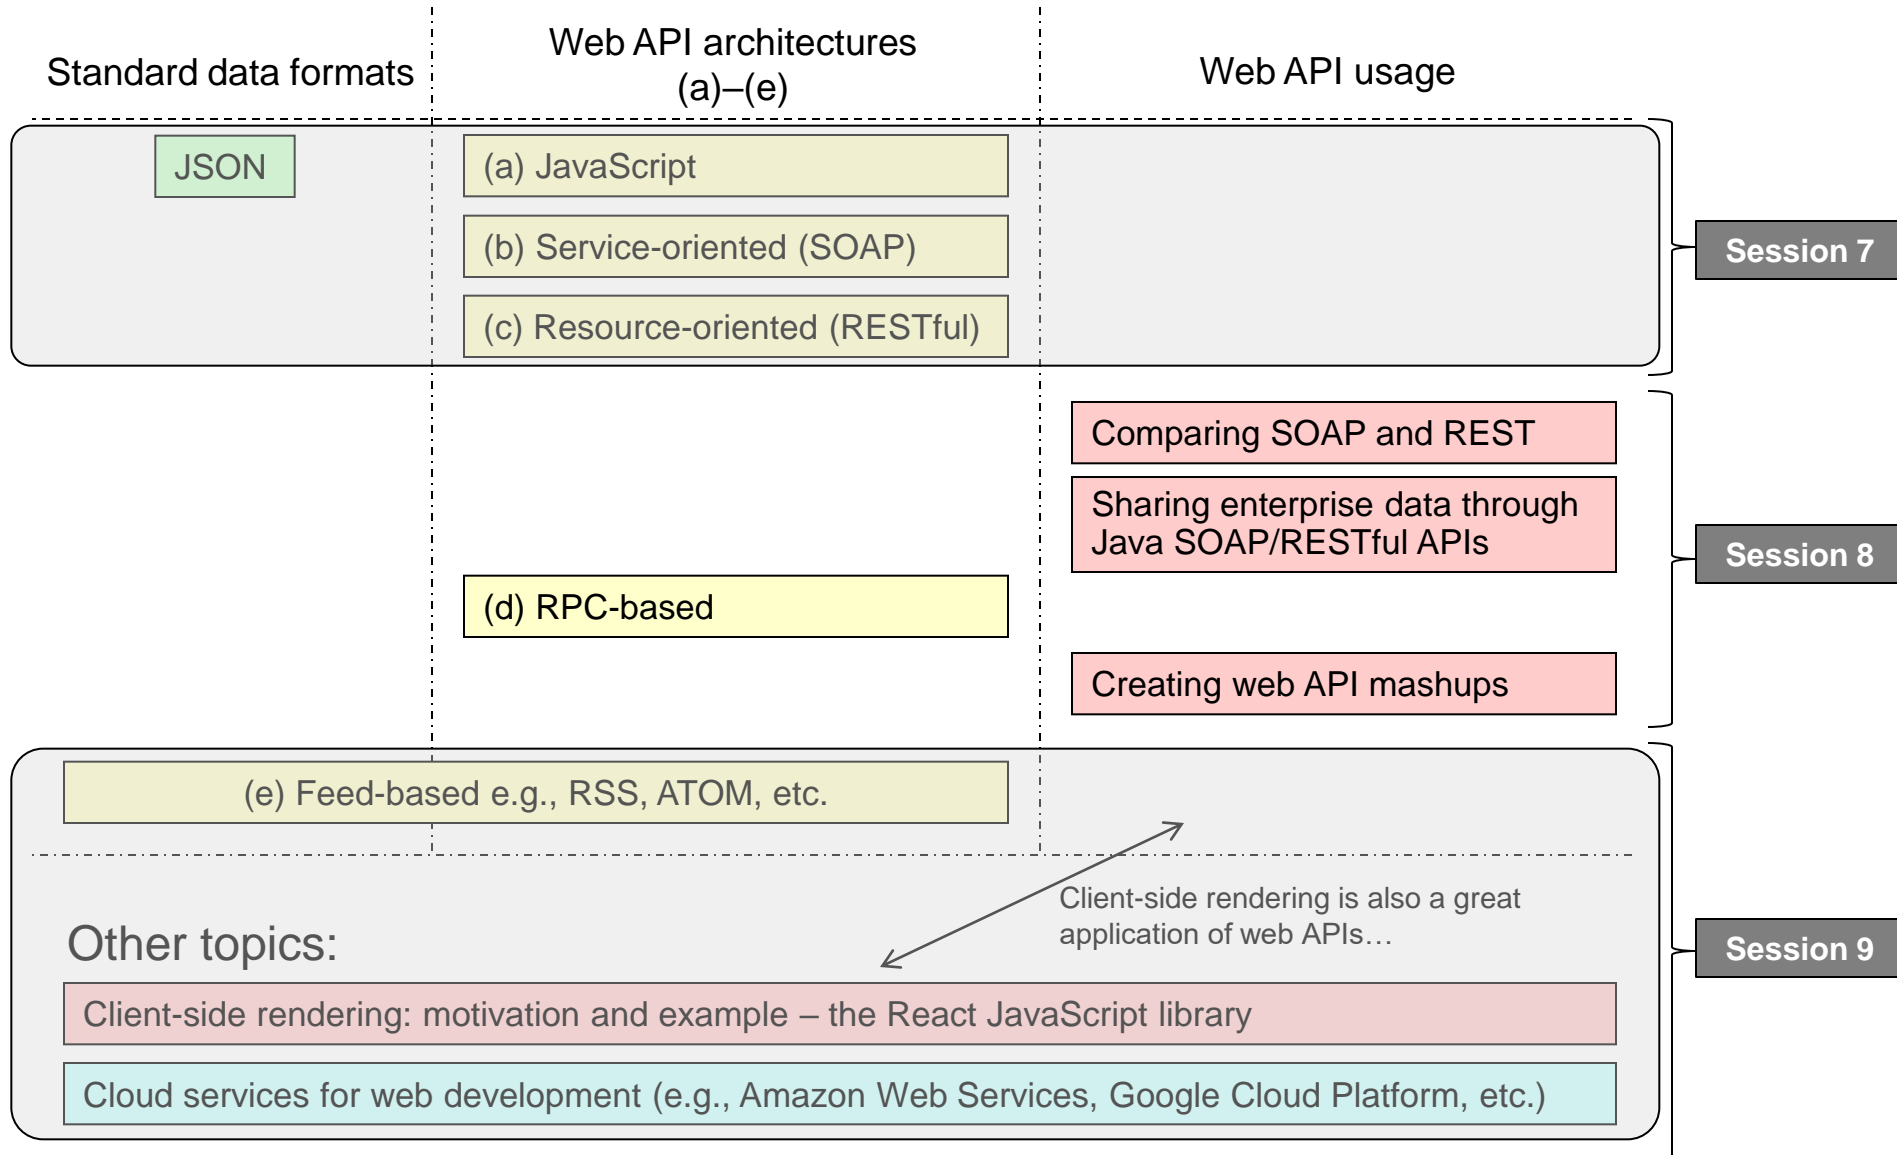 Standard data formats
Web API architectures
(a)–(e)
Web API usage
JSON
(a) JavaScript
(b) Service-oriented (SOAP)
(c) Resource-oriented (RESTful)
Session 7
Comparing SOAP and REST
Sharing enterprise data through
Java SOAP/RESTful APIs
(d) RPC-based
Creating web API mashups
Session 8
(e) Feed-based e.g., RSS, ATOM, etc.
Client-side rendering is also a great
application of web APIs…
Other topics:
Client-side rendering: motivation and example – the React JavaScript library
Cloud services for web development (e.g., Amazon Web Services, Google Cloud Platform, etc.)
Session 9